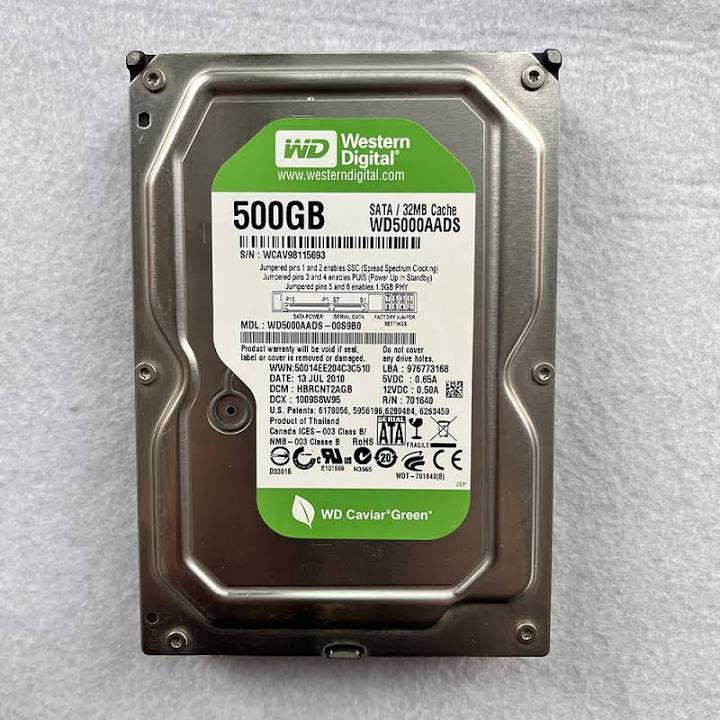 WD Western Digital®
www.westerndigital.com
500GB
SATA / 32MB Cache
WD5000AADS
S/N : WCAV98115693
Jumpered pins 1 and 2 enables SSC (Spread Spectrum Clocking)
Jumpered pins 3 and 4 enables PUIS (Power Up in Standby)
Jumpered pins 5 and 6 enables 1.5GB PHY
P15 P1 S7 S1
SATA POWER SERIAL DATA FACTORY JUMPER SETTINGS
MDL : WD5000AADS-00S9B0
Product warranty will be void if seal,
label or cover is removed or damaged.
Do not cover
any drive holes.
WWN:50014EE204C3C510
LBA : 976773168
DATE: 13 JUL 2010
5VDC : 0.65A
DCM : HBRCNT2AGB
12VDC : 0.50A
DCX : 1009S8W95
R/N : 701640
U.S. Patents: 6178056, 5956196, 6289484, 6263459
Product of Thailand
Canada ICES-003 Class B/
NMB-003 Classe B RoHS
SERIAL
ATA
FRAGILE
D33015 E101559 N3565 20
CE
WDT-701640(B)
WD Caviar® Green™